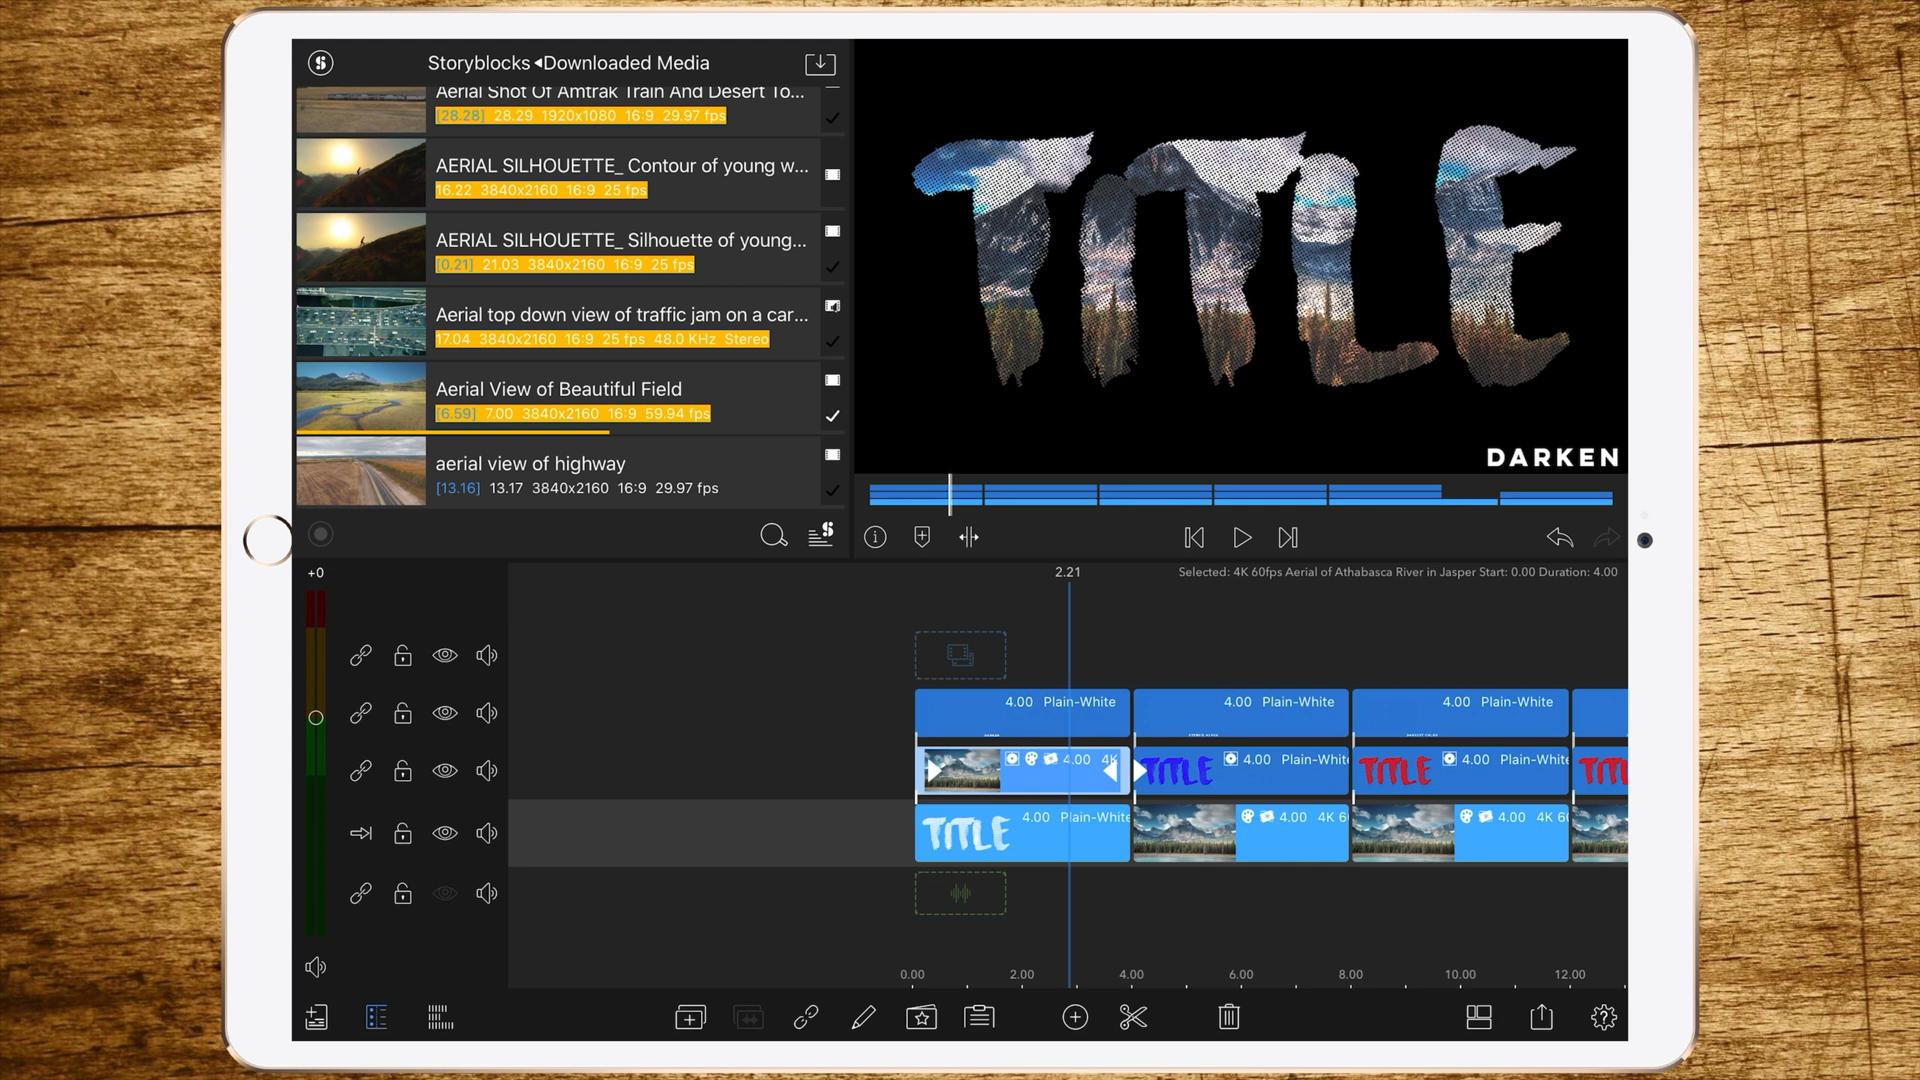 Storyblocks ◂Downloaded Media
Aerial Shot Of Amtrak Train And Desert To...
[28.28] 28.29 1920x1080 16:9 29.97 fps
AERIAL SILHOUETTE_ Contour of young w...
16.22 3840x2160 16:9 25 fps
AERIAL SILHOUETTE_ Silhouette of young...
[0.21] 21.03 3840x2160 16:9 25 fps
Aerial top down view of traffic jam on a car...
17.04 3840x2160 16:9 25 fps 48.0 KHz Stereo
Aerial View of Beautiful Field
[6.59] 7.00 3840x2160 16:9 59.94 fps
aerial view of highway
[13.16] 13.17 3840x2160 16:9 29.97 fps
TITLE
DARKEN
+0
2.21
Selected: 4K 60fps Aerial of Athabasca River in Jasper Start: 0.00 Duration: 4.00
4.00 Plain-White
4.00 Plain-White
4.00 Plain-White
4.00 4K
TITLE 4.00 Plain-White
TITLE 4.00 Plain-White
TITLE 4.00 Plain-White
4.00 4K 6
4.00 4K 6
0.00 2.00 4.00 6.00 8.00 10.00 12.00